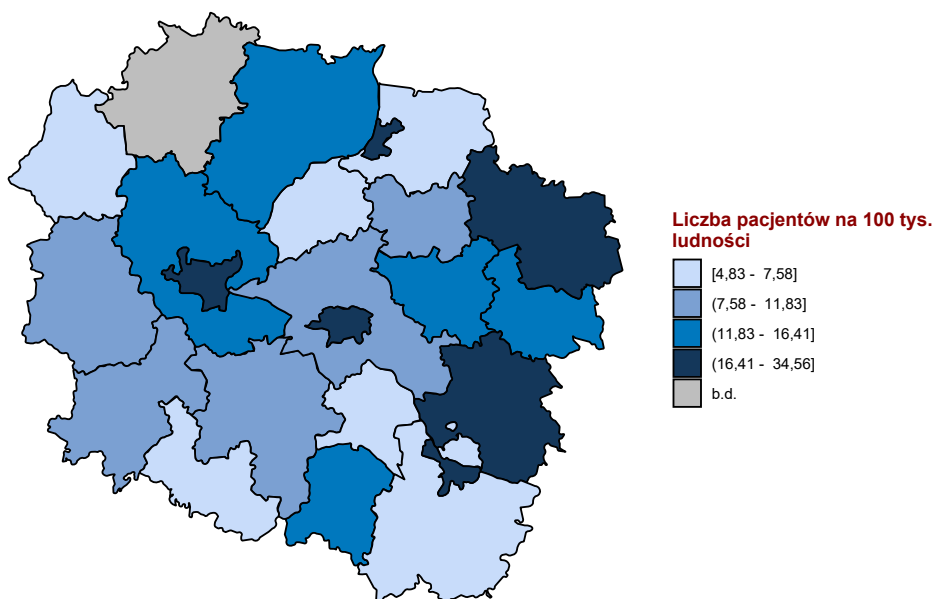 Liczba pacjentów na 100 tys.
ludności
[4,83 - 7,58]
(7,58 - 11,83]
(11,83 - 16,41]
(16,41 - 34,56]
b.d.